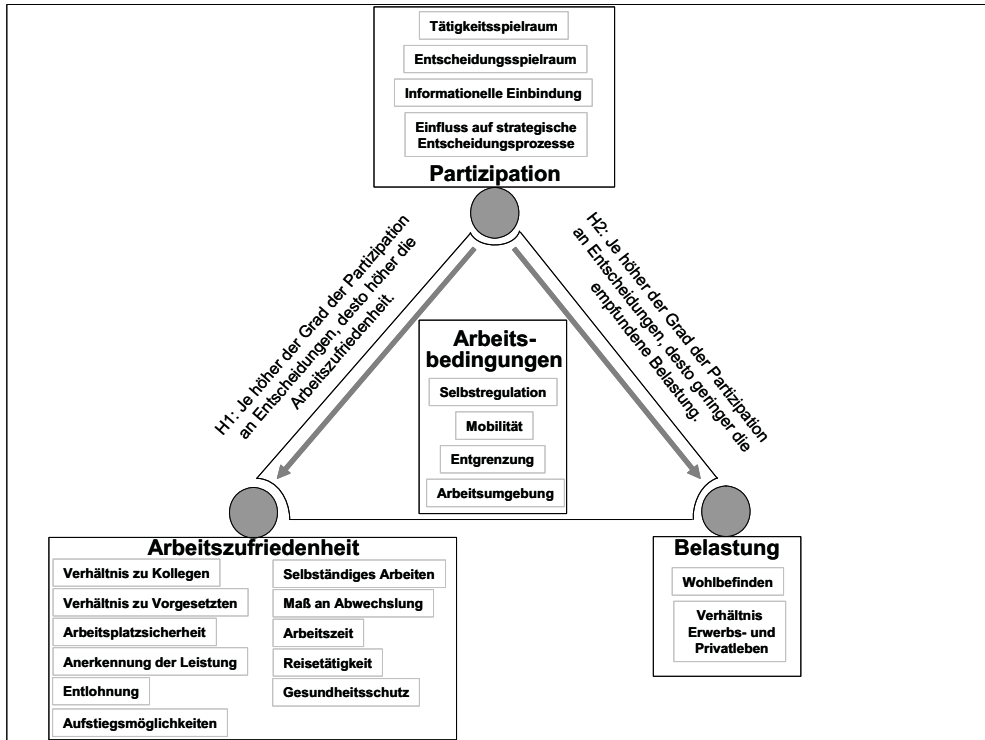 Tätigkeitsspielraum
Entscheidungsspielraum
Informationelle Einbindung
Einfluss auf strategische
Entscheidungsprozesse
Partizipation
H1: Je höher der Grad der Partizipation
an Entscheidungen, desto höher die
Arbeitszufriedenheit.
H2: Je höher der Grad der Partizipation
an Entscheidungen, desto geringer die
empfundene Belastung.
Arbeits-
bedingungen
Selbstregulation
Mobilität
Entgrenzung
Arbeitsumgebung
Arbeitszufriedenheit
Verhältnis zu Kollegen
Verhältnis zu Vorgesetzten
Arbeitsplatzsicherheit
Anerkennung der Leistung
Entlohnung
Aufstiegsmöglichkeiten
Selbständiges Arbeiten
Maß an Abwechslung
Arbeitszeit
Reisetätigkeit
Gesundheitsschutz
Belastung
Wohlbefinden
Verhältnis
Erwerbs- und
Privatleben